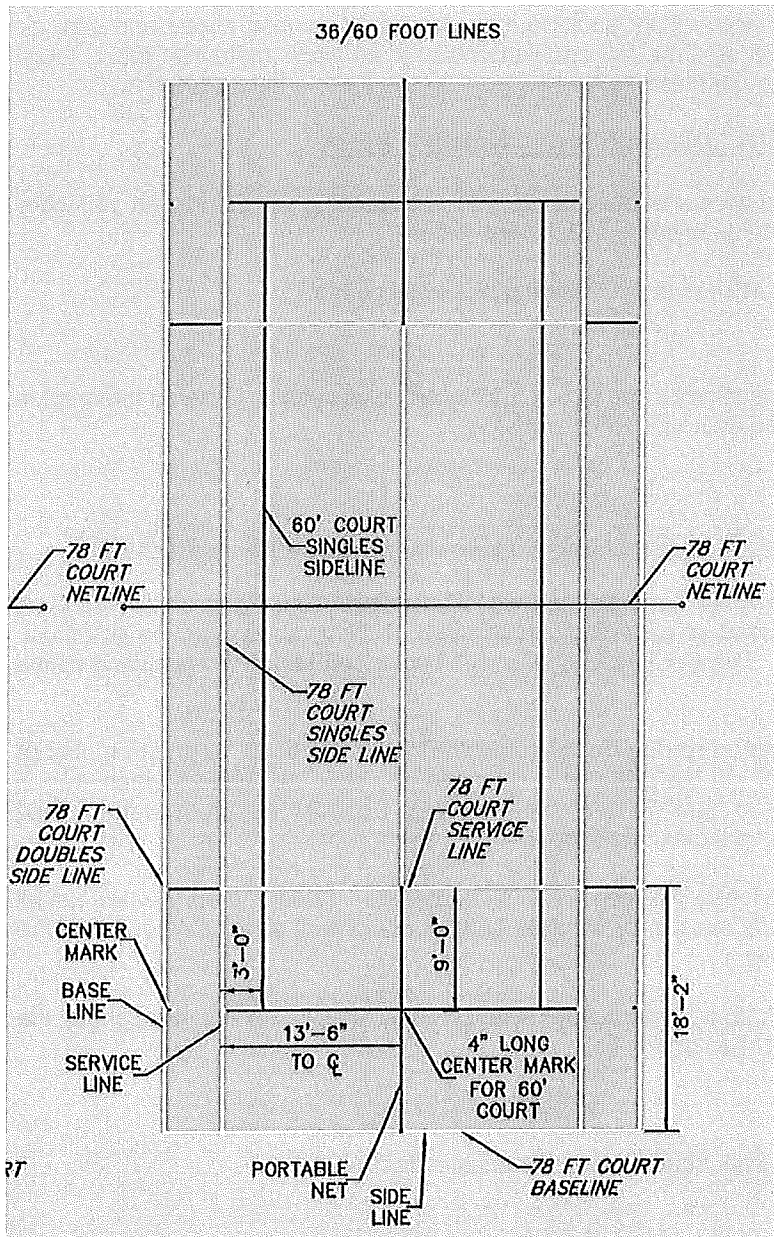 36/60 FOOT LINES
60' COURT
SINGLES
SIDELINE
78 FT
COURT
NETLINE
78 FT
COURT
NETLINE
78 FT
COURT
SINGLES
SIDE LINE
78 FT
COURT
DOUBLES
SIDE LINE
78 FT
COURT
SERVICE
LINE
CENTER
MARK
3'-0"
9'-0"
BASE
LINE
13'-6"
TO ℄
SERVICE
LINE
4" LONG
CENTER MARK
FOR 60'
COURT
18'-2"
RT
PORTABLE
NET
SIDE
LINE
78 FT COURT
BASELINE